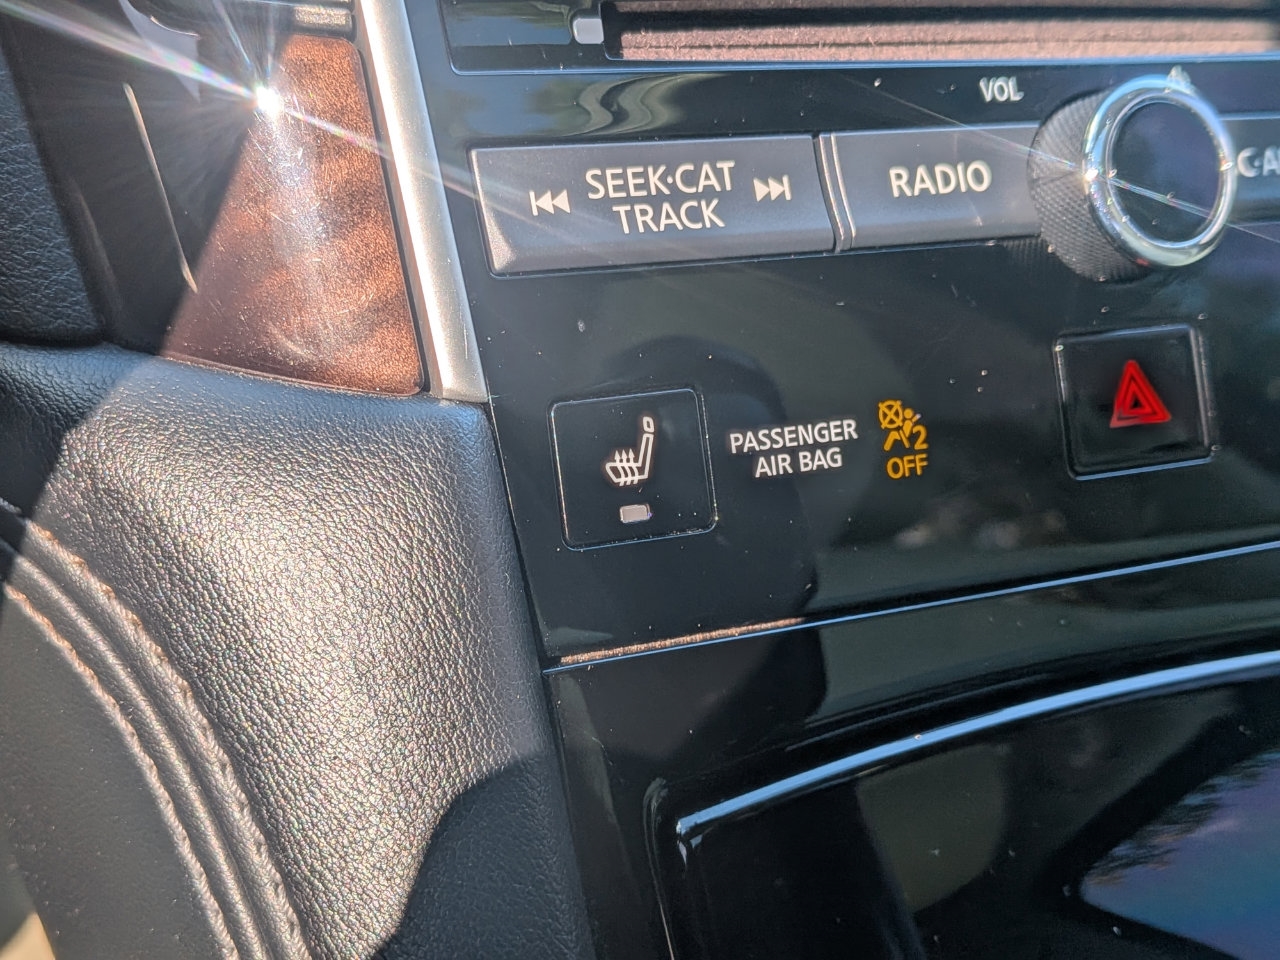 VOL
SEEK·CAT
TRACK
RADIO
PASSENGER
AIR BAG
2
OFF